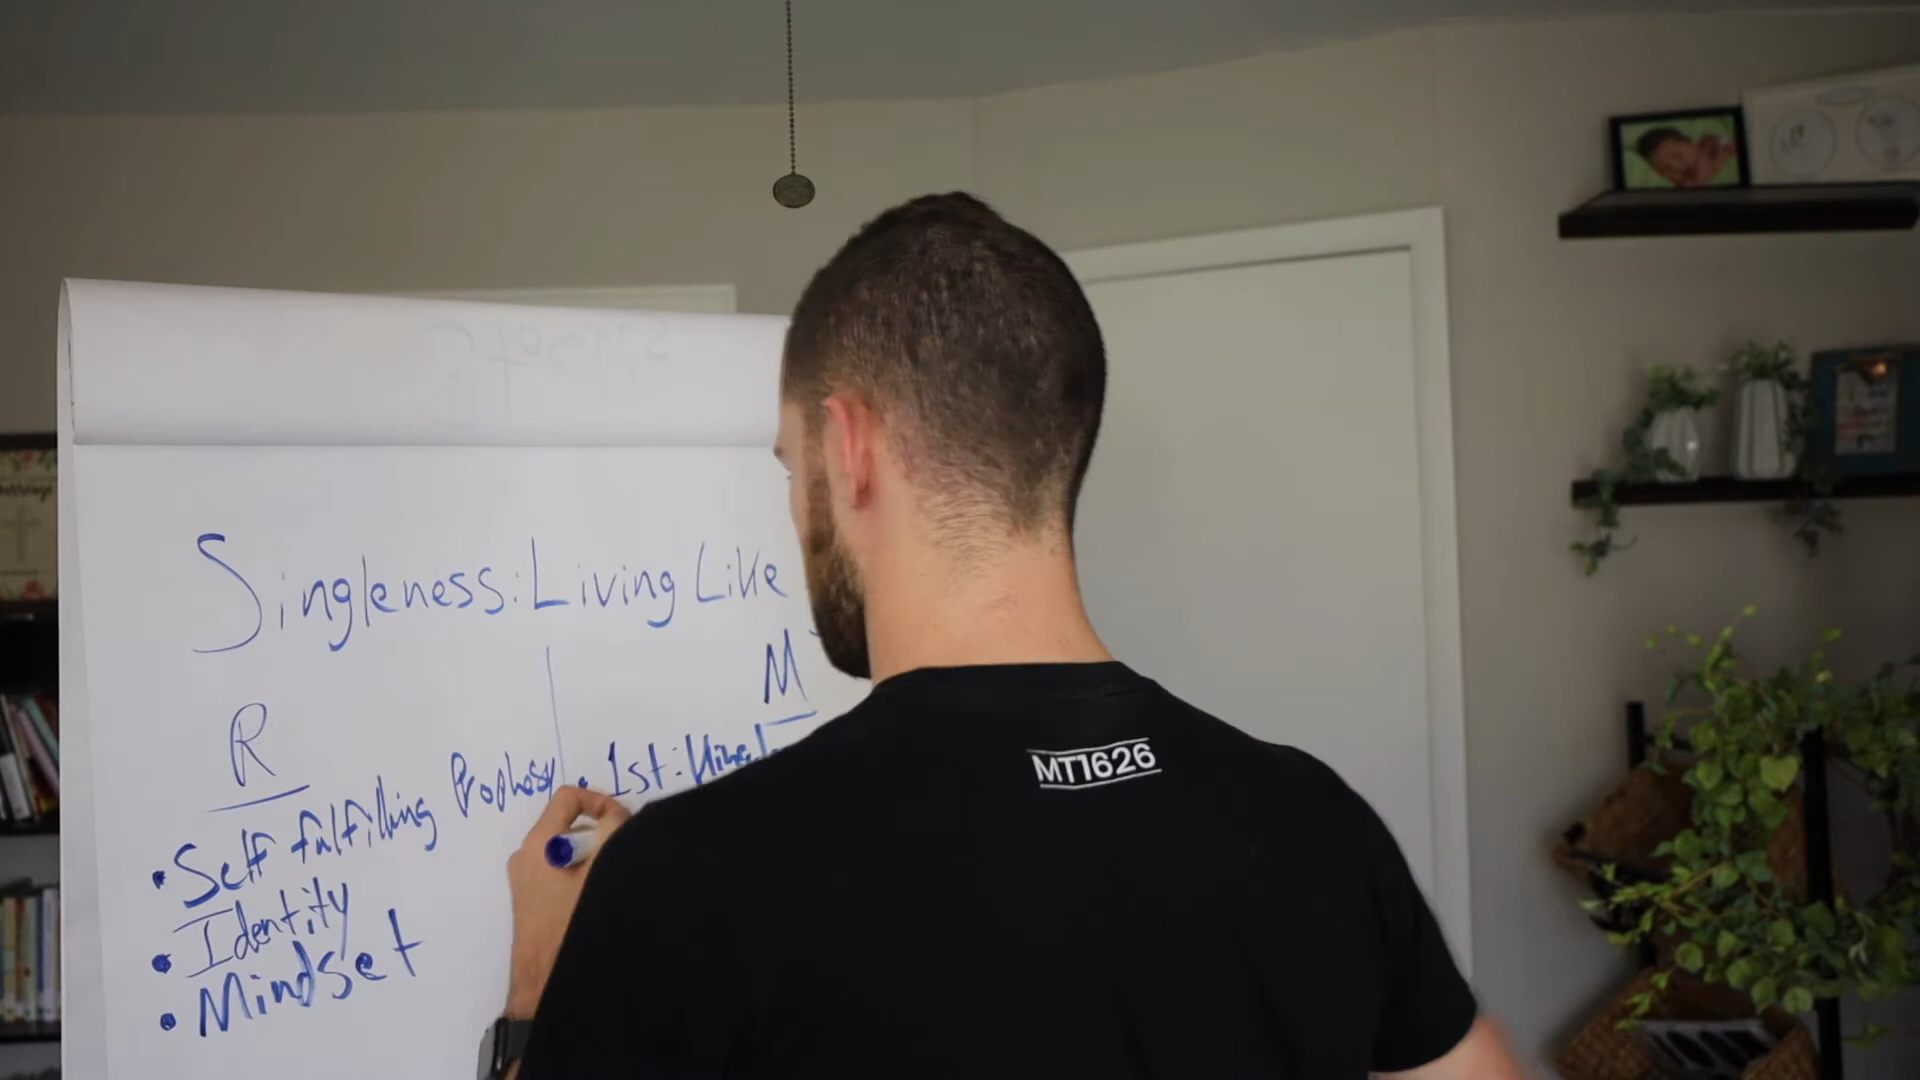 Singleness: Living Like
R
M
• Self fulfilling Prophesy
• 1st:
• Identity
• Mindset
MT1626